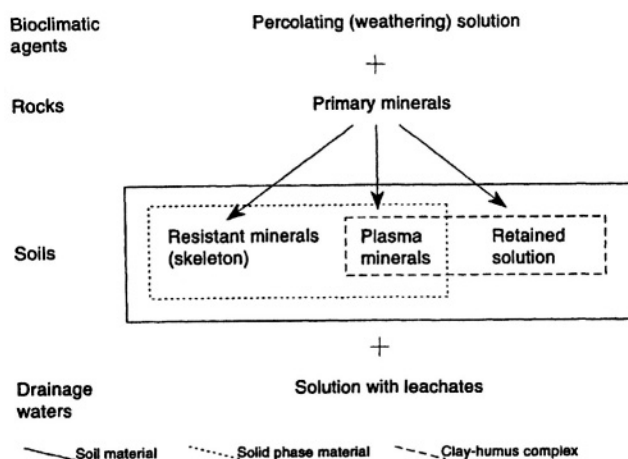 Bioclimatic agents
Percolating (weathering) solution
+
Rocks
Primary minerals
Soils
Resistant minerals (skeleton)
Plasma minerals
Retained solution
+
Drainage waters
Solution with leachates
Soil material
Solid phase material
Clay-humus complex